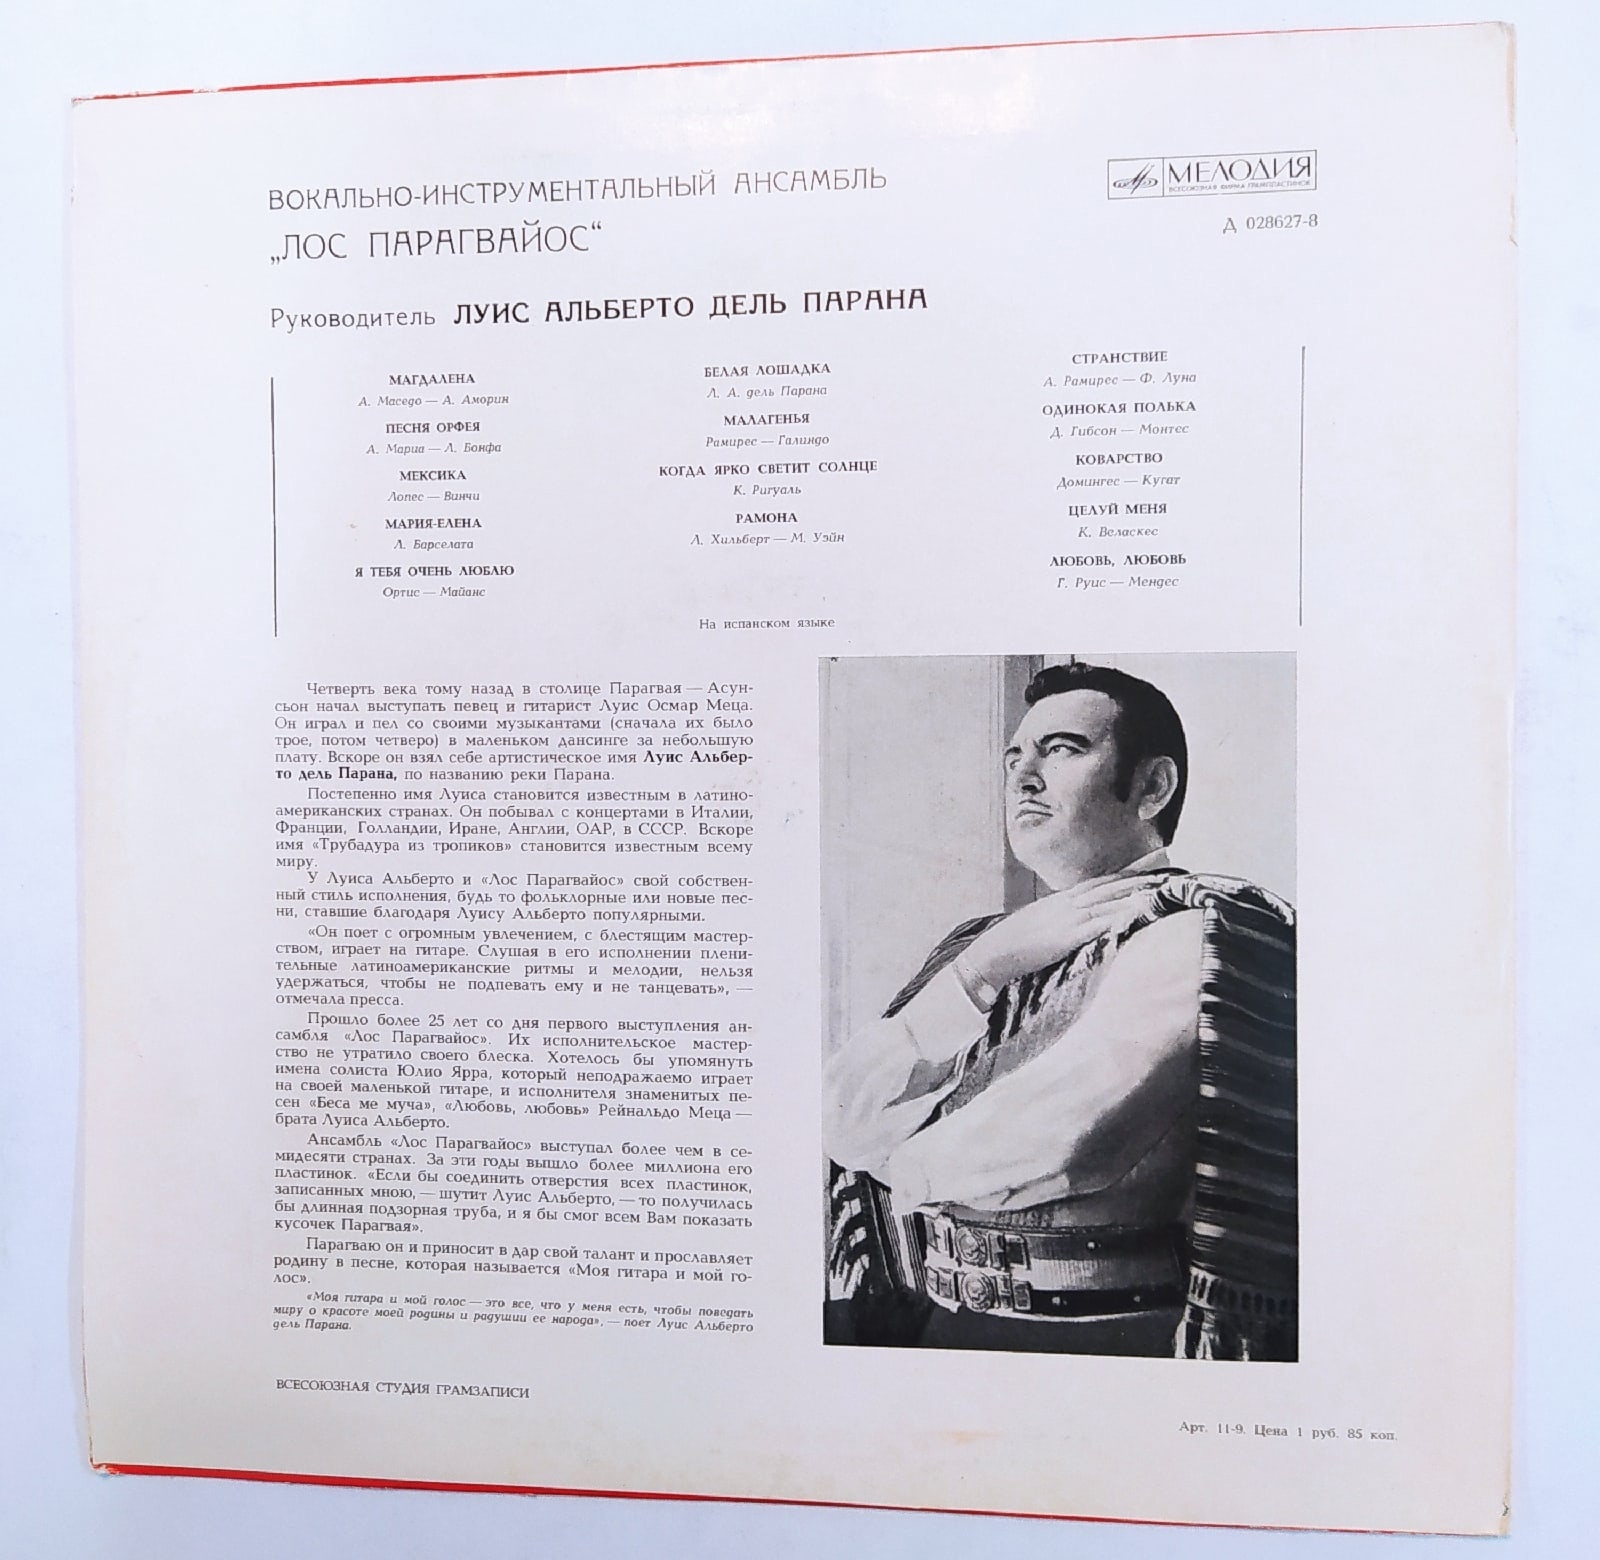 ВОКАЛЬНО-ИНСТРУМЕНТАЛЬНЫЙ АНСАМБЛЬ
„ЛОС ПАРАГВАЙОС“
МЕЛОДИЯ
ВСЕСОЮЗНАЯ ФИРМА ГРАМПЛАСТИНОК
Д 028627-8
Руководитель ЛУИС АЛЬБЕРТО ДЕЛЬ ПАРАНА
МАГДАЛЕНА
А. Маседо — А. Аморин
ПЕСНЯ ОРФЕЯ
А. Мариа — Л. Бонфа
МЕКСИКА
Лопес — Винчи
МАРИЯ-ЕЛЕНА
Л. Барселата
Я ТЕБЯ ОЧЕНЬ ЛЮБЛЮ
Ортис — Майанс
БЕЛАЯ ЛОШАДКА
Л. А. дель Парана
МАЛАГЕНЬЯ
Рамирес — Галиндо
КОГДА ЯРКО СВЕТИТ СОЛНЦЕ
К. Ригуаль
РАМОНА
Л. Хильберт — М. Уэйн
СТРАНСТВИЕ
А. Рамирес — Ф. Луна
ОДИНОКАЯ ПОЛЬКА
Д. Гибсон — Монтес
КОВАРСТВО
Домингес — Кугат
ЦЕЛУЙ МЕНЯ
К. Веласкес
ЛЮБОВЬ, ЛЮБОВЬ
Г. Руис — Мендес
На испанском языке
Четверть века тому назад в столице Парагвая — Асун-
сьон начал выступать певец и гитарист Луис Осмар Меца.
Он играл и пел со своими музыкантами (сначала их было
трое, потом четверо) в маленьком дансинге за небольшую
плату. Вскоре он взял себе артистическое имя Луис Альбер-
то дель Парана, по названию реки Парана.
Постепенно имя Луиса становится известным в латино-
американских странах. Он побывал с концертами в Италии,
Франции, Голландии, Иране, Англии, ОАР, в СССР. Вскоре
имя «Трубадура из тропиков» становится известным всему
миру.
У Луиса Альберто и «Лос Парагвайос» свой собствен-
ный стиль исполнения, будь то фольклорные или новые пес-
ни, ставшие благодаря Луису Альберто популярными.
«Он поет с огромным увлечением, с блестящим мастер-
ством, играет на гитаре. Слушая в его исполнении плени-
тельные латиноамериканские ритмы и мелодии, нельзя
удержаться, чтобы не подпевать ему и не танцевать», —
отмечала пресса.
Прошло более 25 лет со дня первого выступления ан-
самбля «Лос Парагвайос». Их исполнительское мастер-
ство не утратило своего блеска. Хотелось бы упомянуть
имена солиста Юлио Ярра, который неподражаемо играет
на своей маленькой гитаре, и исполнителя знаменитых пе-
сен «Беса ме муча», «Любовь, любовь» Рейнальдо Меца —
брата Луиса Альберто.
Ансамбль «Лос Парагвайос» выступал более чем в се-
мидесяти странах. За эти годы вышло более миллиона его
пластинок. «Если бы соединить отверстия всех пластинок,
записанных мною, — шутит Луис Альберто, — то получилась
бы длинная подзорная труба, и я бы смог всем Вам показать
кусочек Парагвая».
Парагваю он и приносит в дар свой талант и прославляет
родину в песне, которая называется «Моя гитара и мой го-
лос».
«Моя гитара и мой голос — это все, что у меня есть, чтобы поведать
миру о красоте моей родины и радушии ее народа», — поет Луис Альберто
дель Парана.
ВСЕСОЮЗНАЯ СТУДИЯ ГРАМЗАПИСИ
Арт. 11-9. Цена 1 руб. 85 коп.